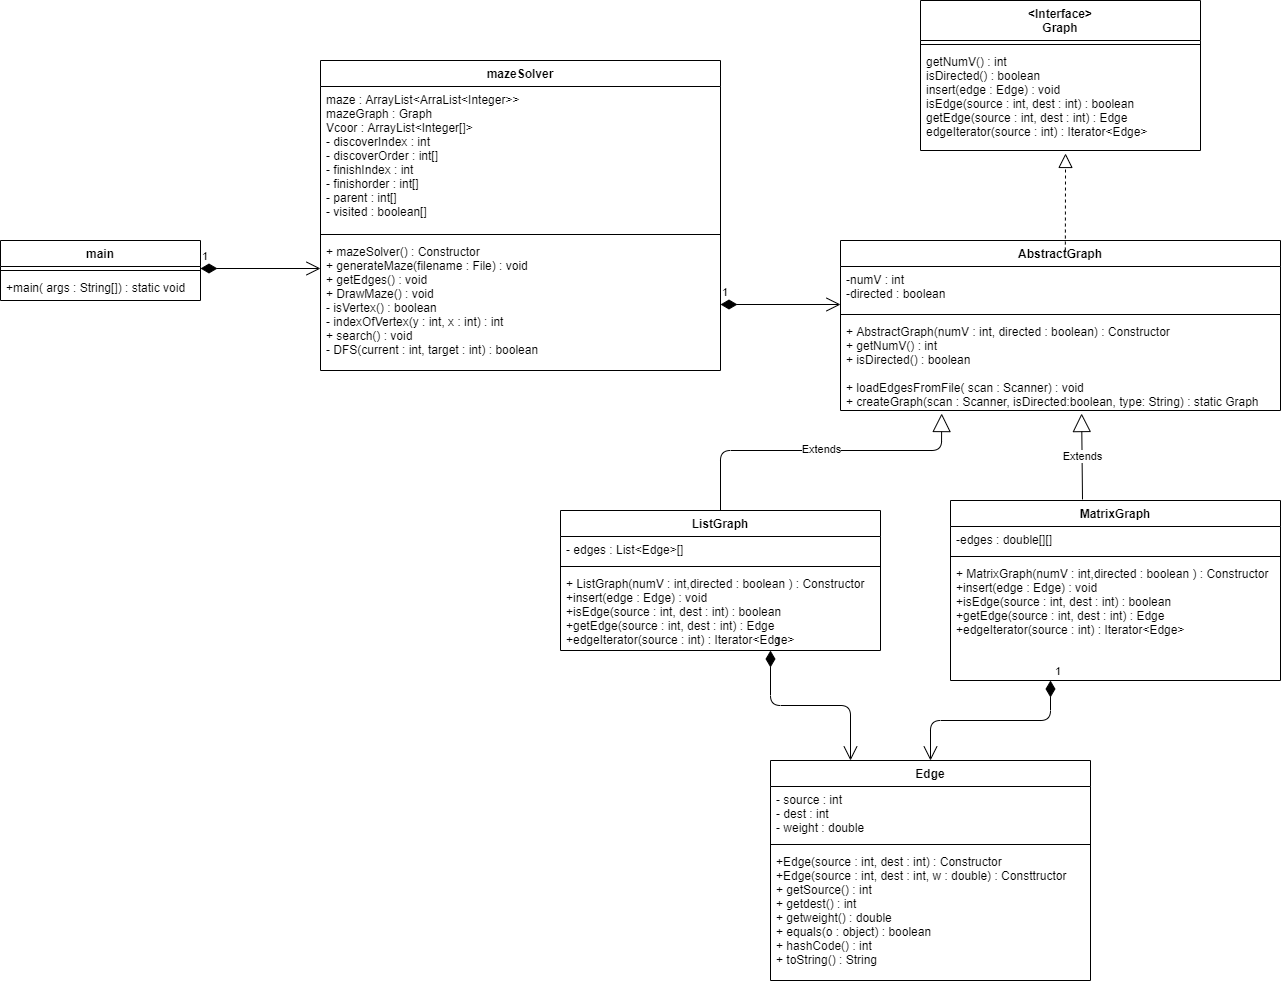 <Interface>
Graph
getNumV() : int
isDirected() : boolean
insert(edge : Edge) : void
isEdge(source : int, dest : int) : boolean
getEdge(source : int, dest : int) : Edge
edgeIterator(source : int) : Iterator<Edge>
mazeSolver
maze : ArrayList<ArraList<Integer>>
mazeGraph : Graph
Vcoor : ArrayList<Integer[]>
- discoverIndex : int
- discoverOrder : int[]
- finishIndex : int
- finishorder : int[]
- parent : int[]
- visited : boolean[]
+ mazeSolver() : Constructor
+ generateMaze(filename : File) : void
+ getEdges() : void
+ DrawMaze() : void
- isVertex() : boolean
- indexOfVertex(y : int, x : int) : int
+ search() : void
- DFS(current : int, target : int) : boolean
main
+main( args : String[]) : static void
1
1
AbstractGraph
-numV : int
-directed : boolean
+ AbstractGraph(numV : int, directed : boolean) : Constructor
+ getNumV() : int
+ isDirected() : boolean
+ loadEdgesFromFile( scan : Scanner) : void
+ createGraph(scan : Scanner, isDirected:boolean, type: String) : static Graph
Extends
Extends
ListGraph
- edges : List<Edge>[]
+ ListGraph(numV : int,directed : boolean ) : Constructor
+insert(edge : Edge) : void
+isEdge(source : int, dest : int) : boolean
+getEdge(source : int, dest : int) : Edge
+edgeIterator(source : int) : Iterator<Edge>
1
MatrixGraph
-edges : double[][]
+ MatrixGraph(numV : int,directed : boolean ) : Constructor
+insert(edge : Edge) : void
+isEdge(source : int, dest : int) : boolean
+getEdge(source : int, dest : int) : Edge
+edgeIterator(source : int) : Iterator<Edge>
1
Edge
- source : int
- dest : int
- weight : double
+Edge(source : int, dest : int) : Constructor
+Edge(source : int, dest : int, w : double) : Consttructor
+ getSource() : int
+ getdest() : int
+ getweight() : double
+ equals(o : object) : boolean
+ hashCode() : int
+ toString() : String